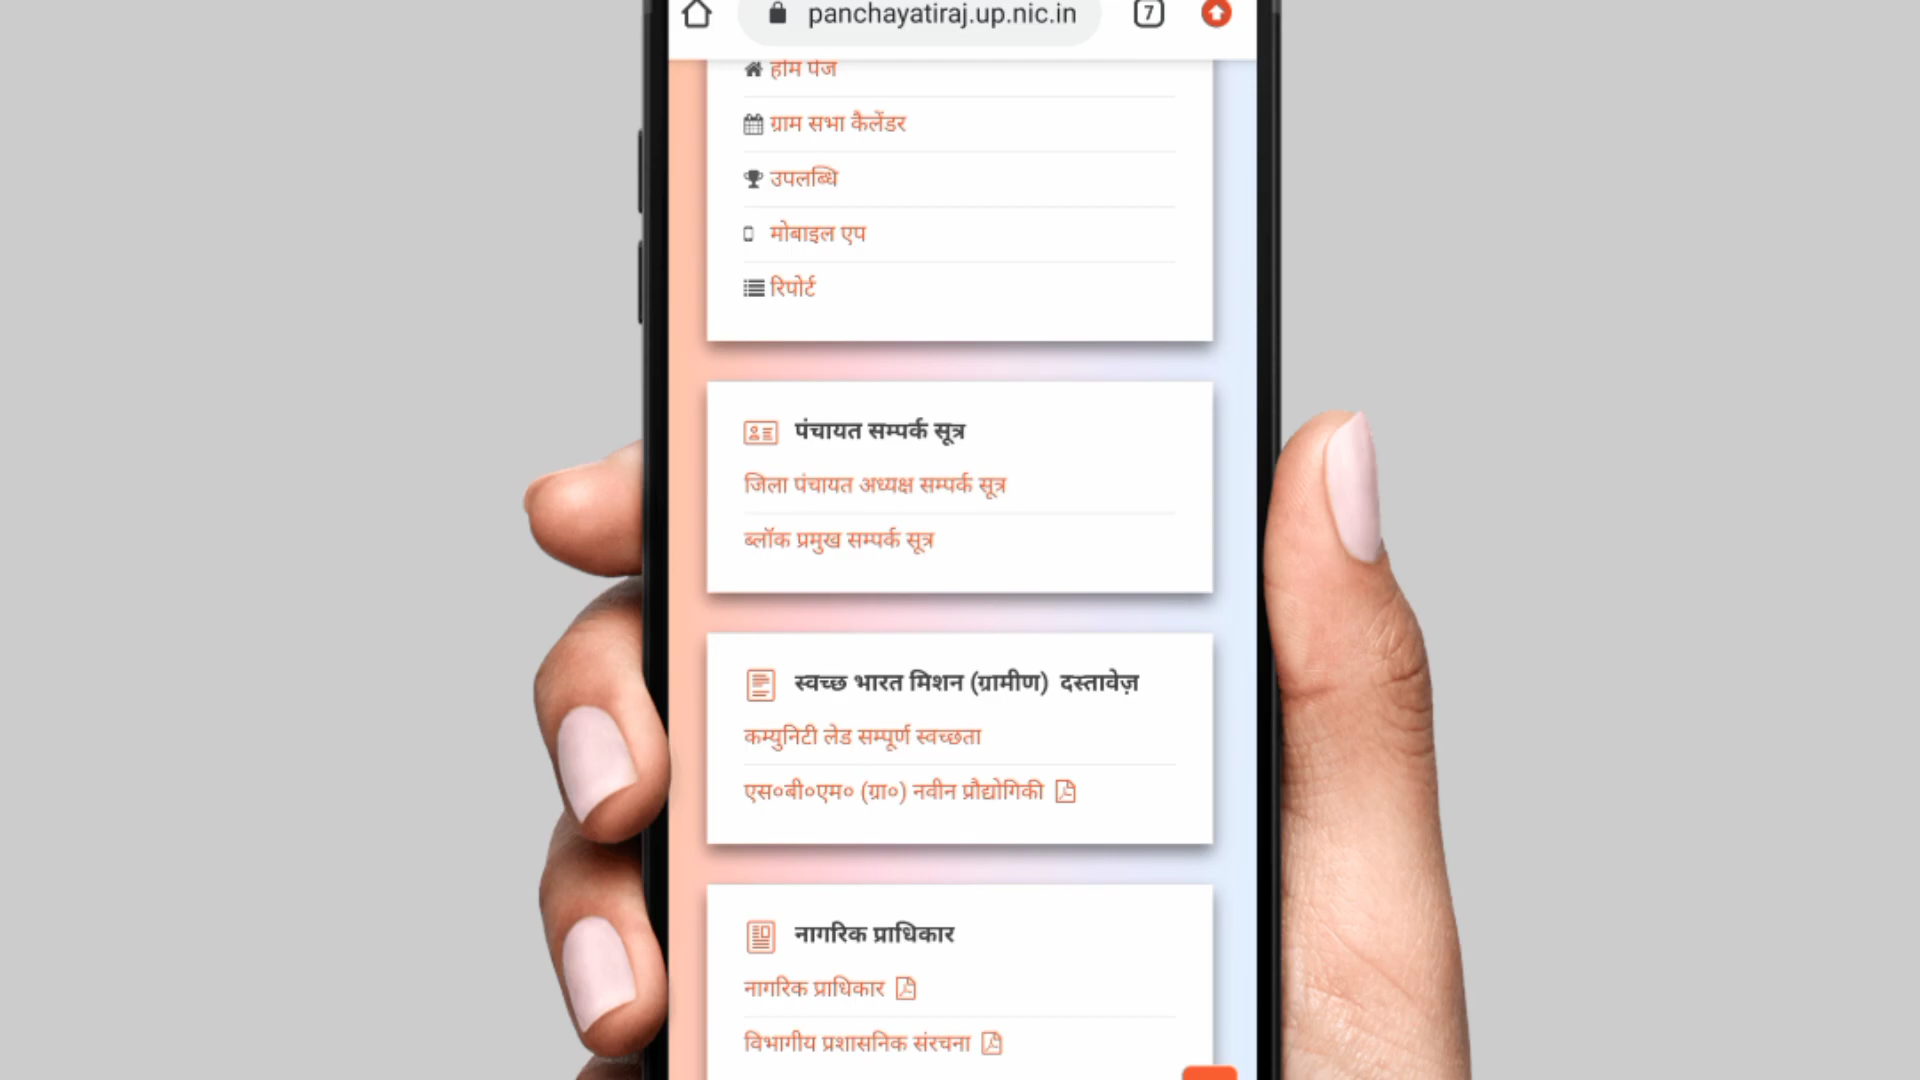 panchayatiraj.up.nic.in
7
होम पेज
ग्राम सभा कैलेंडर
उपलब्धि
मोबाइल एप
रिपोर्ट
पंचायत सम्पर्क सूत्र
जिला पंचायत अध्यक्ष सम्पर्क सूत्र
ब्लॉक प्रमुख सम्पर्क सूत्र
स्वच्छ भारत मिशन (ग्रामीण) दस्तावेज़
कम्युनिटी लेड सम्पूर्ण स्वच्छता
एस०बी०एम० (ग्रा०) नवीन प्रौद्योगिकी
नागरिक प्राधिकार
नागरिक प्राधिकार
विभागीय प्रशासनिक संरचना